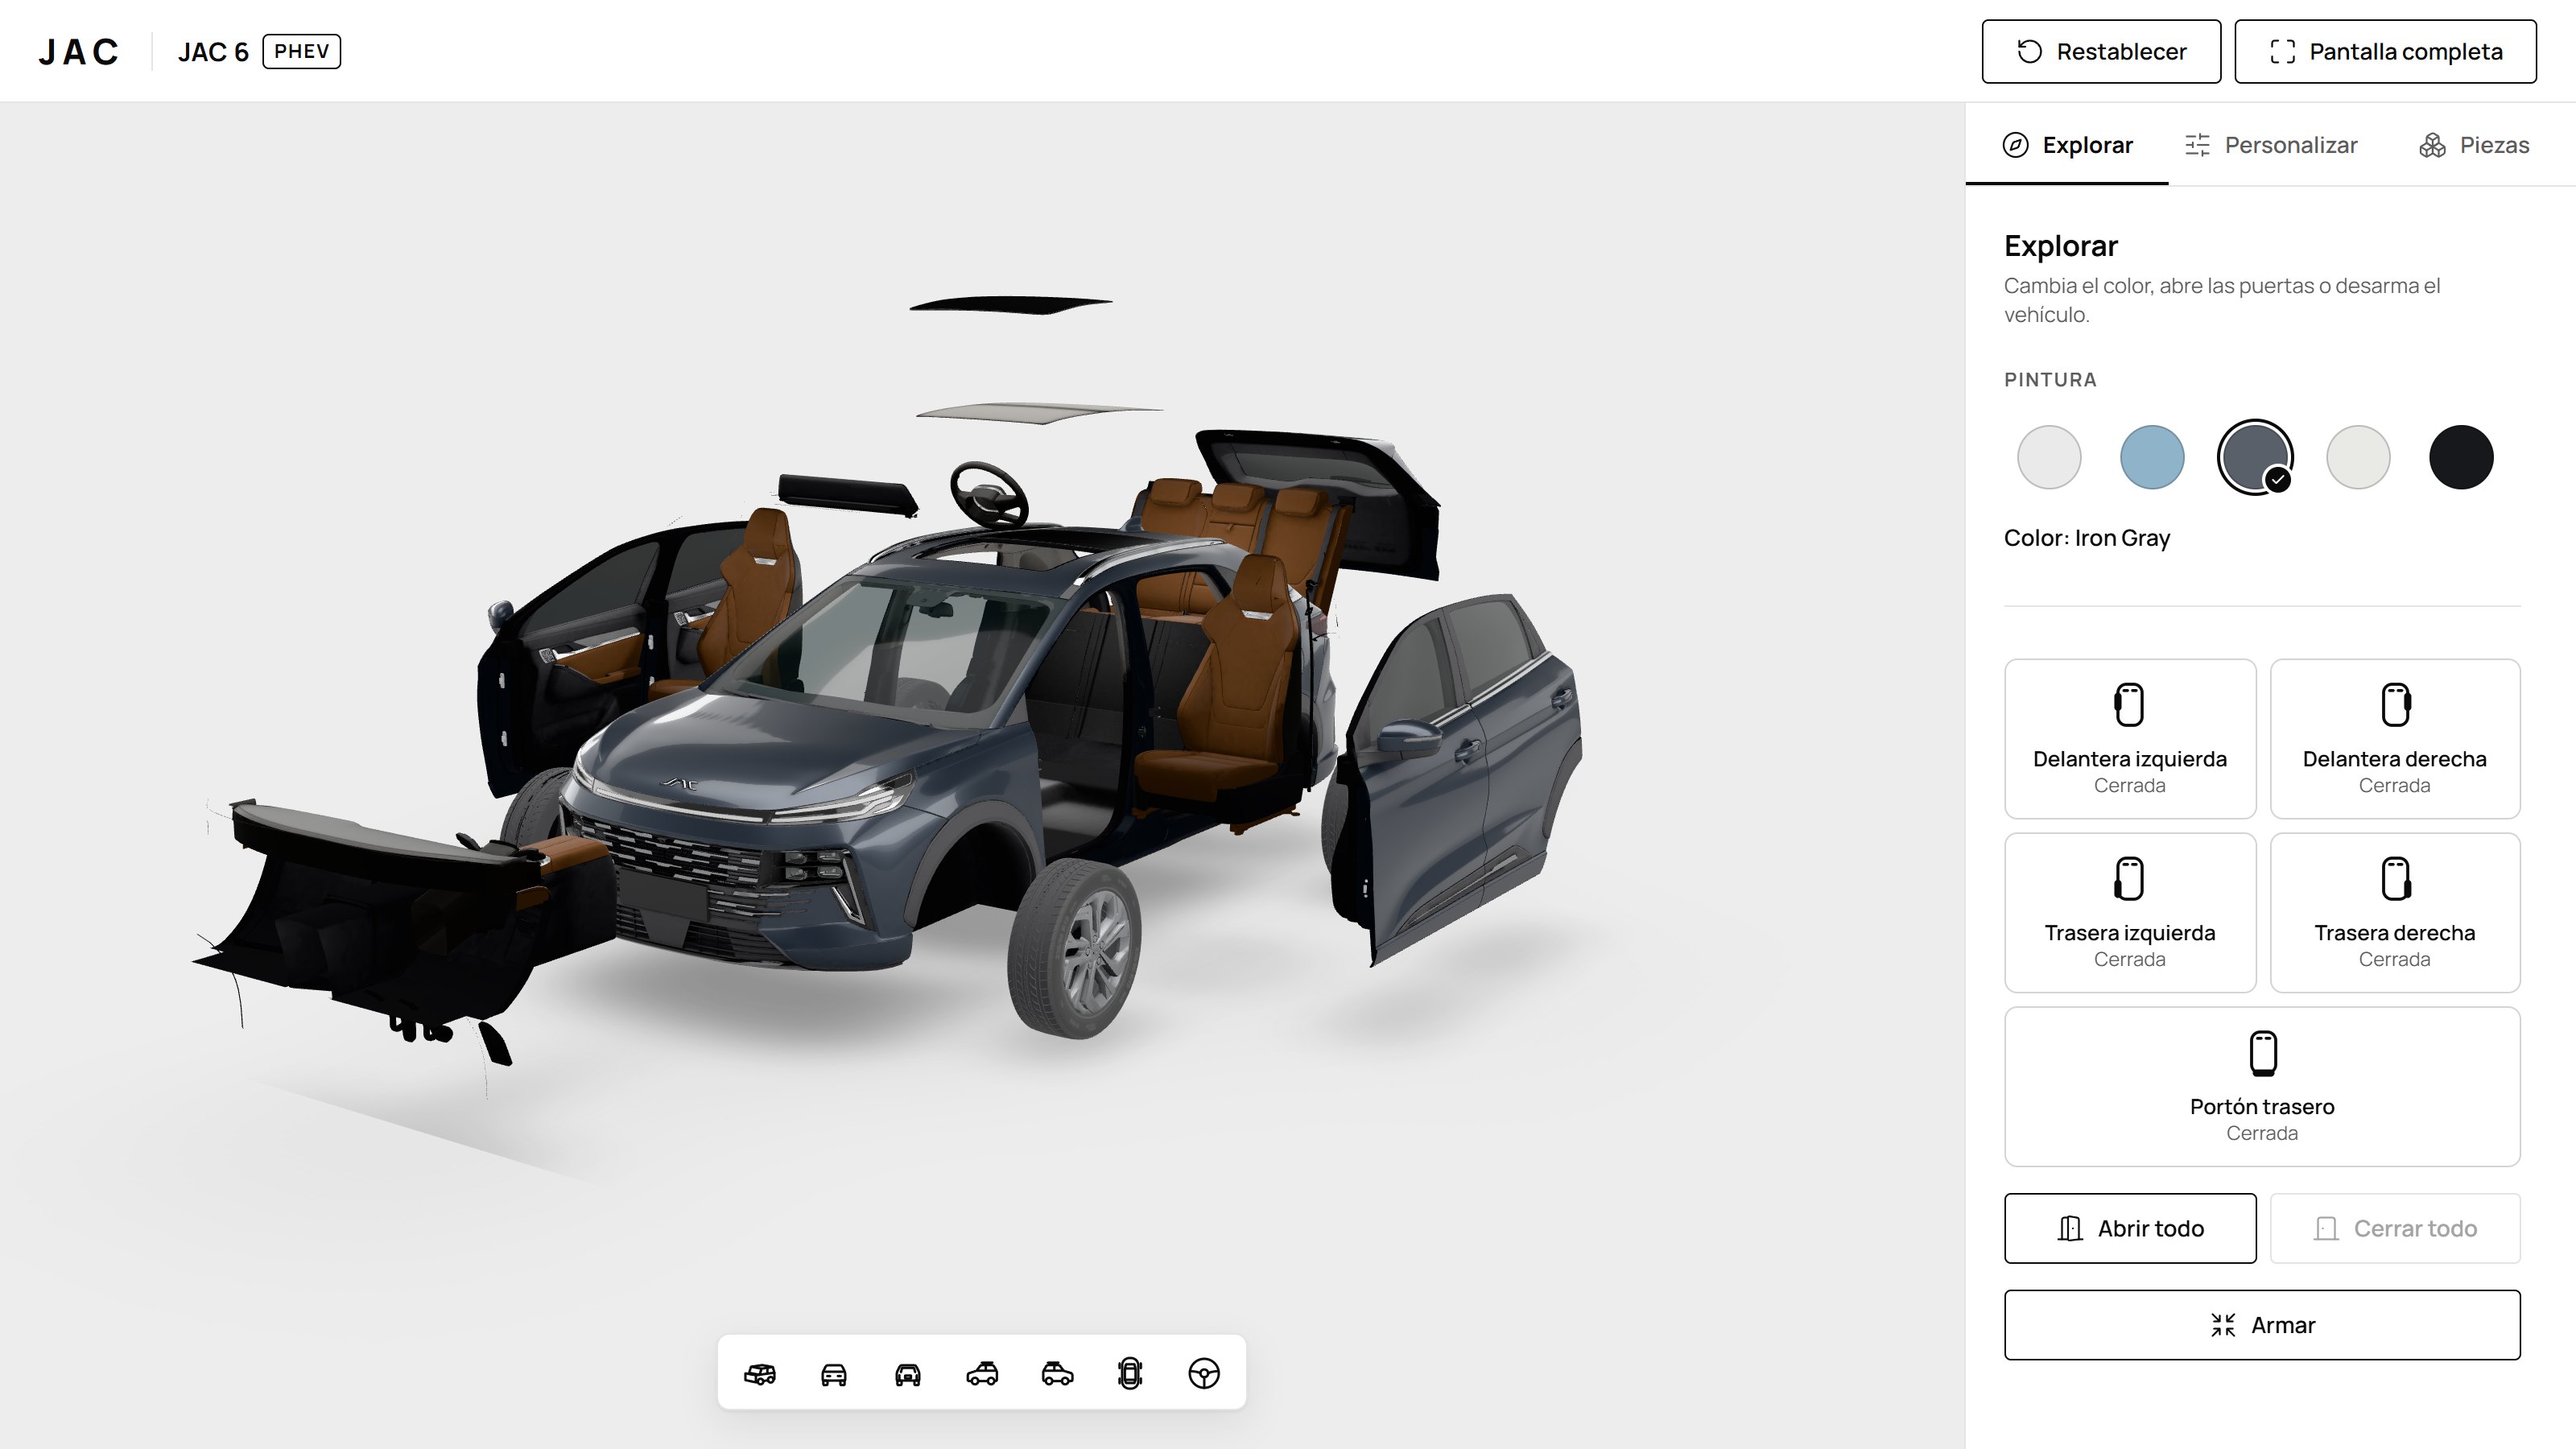 JAC
JAC 6 PHEV
Restablecer
Pantalla completa
Explorar
Personalizar
Piezas
Explorar
Cambia el color, abre las puertas o desarma el
vehículo.
PINTURA
Color: Iron Gray
Delantera izquierda
Cerrada
Delantera derecha
Cerrada
Trasera izquierda
Cerrada
Trasera derecha
Cerrada
Portón trasero
Cerrada
Abrir todo
Cerrar todo
Armar
JAC